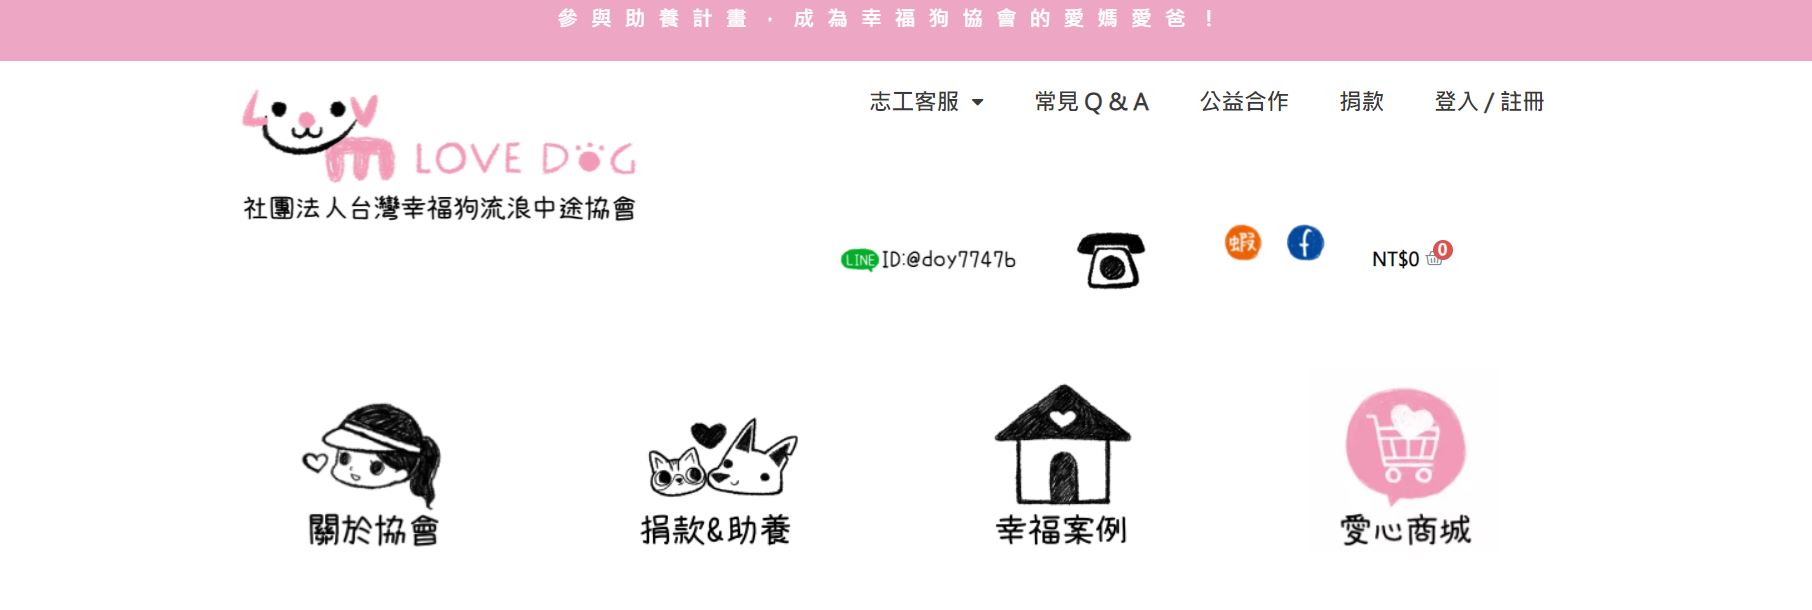 參與助養計畫，成為幸福狗協會的愛媽愛爸！
志工客服 常見Q&A 公益合作 捐款 登入/註冊
LOVE DOG
社團法人台灣幸福狗流浪中途協會
LINE ID:@doy7747b 蝦 f NT$0 0
關於協會 捐款&助養 幸福案例 愛心商城